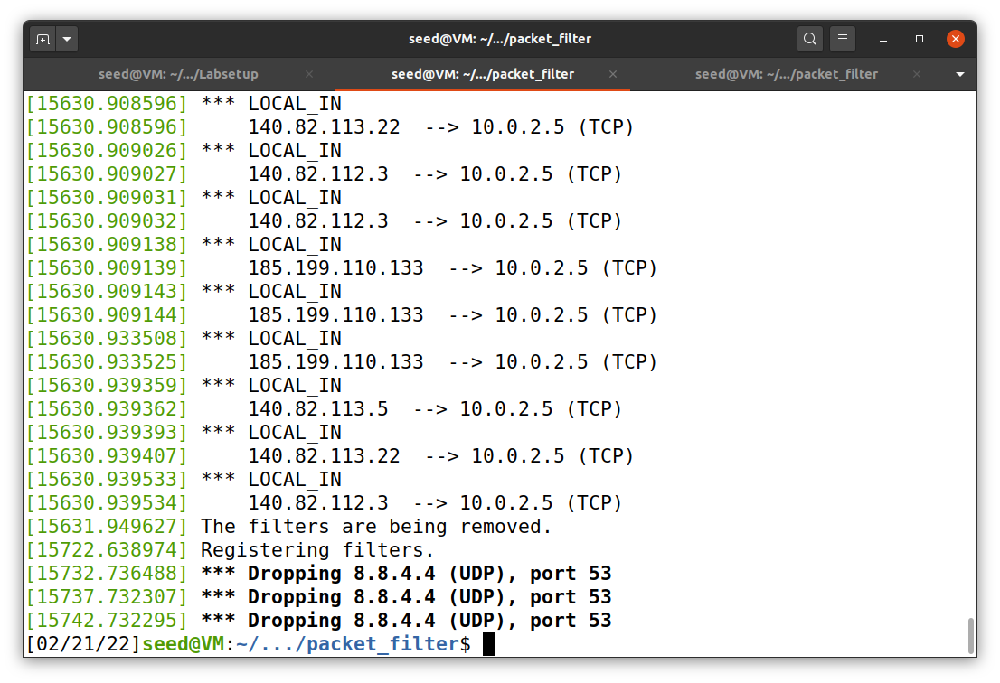 seed@VM: ~/.../packet_filter
seed@VM: ~/.../Labsetup seed@VM: ~/.../packet_filter seed@VM: ~/.../packet_filter
[15630.908596] *** LOCAL_IN
[15630.908596]     140.82.113.22  --> 10.0.2.5 (TCP)
[15630.909026] *** LOCAL_IN
[15630.909027]     140.82.112.3  --> 10.0.2.5 (TCP)
[15630.909031] *** LOCAL_IN
[15630.909032]     140.82.112.3  --> 10.0.2.5 (TCP)
[15630.909138] *** LOCAL_IN
[15630.909139]     185.199.110.133  --> 10.0.2.5 (TCP)
[15630.909143] *** LOCAL_IN
[15630.909144]     185.199.110.133  --> 10.0.2.5 (TCP)
[15630.933508] *** LOCAL_IN
[15630.933525]     185.199.110.133  --> 10.0.2.5 (TCP)
[15630.939359] *** LOCAL_IN
[15630.939362]     140.82.113.5  --> 10.0.2.5 (TCP)
[15630.939393] *** LOCAL_IN
[15630.939407]     140.82.113.22  --> 10.0.2.5 (TCP)
[15630.939533] *** LOCAL_IN
[15630.939534]     140.82.112.3  --> 10.0.2.5 (TCP)
[15631.949627] The filters are being removed.
[15722.638974] Registering filters.
[15732.736488] *** Dropping 8.8.4.4 (UDP), port 53
[15737.732307] *** Dropping 8.8.4.4 (UDP), port 53
[15742.732295] *** Dropping 8.8.4.4 (UDP), port 53
[02/21/22]seed@VM:~/.../packet_filter$